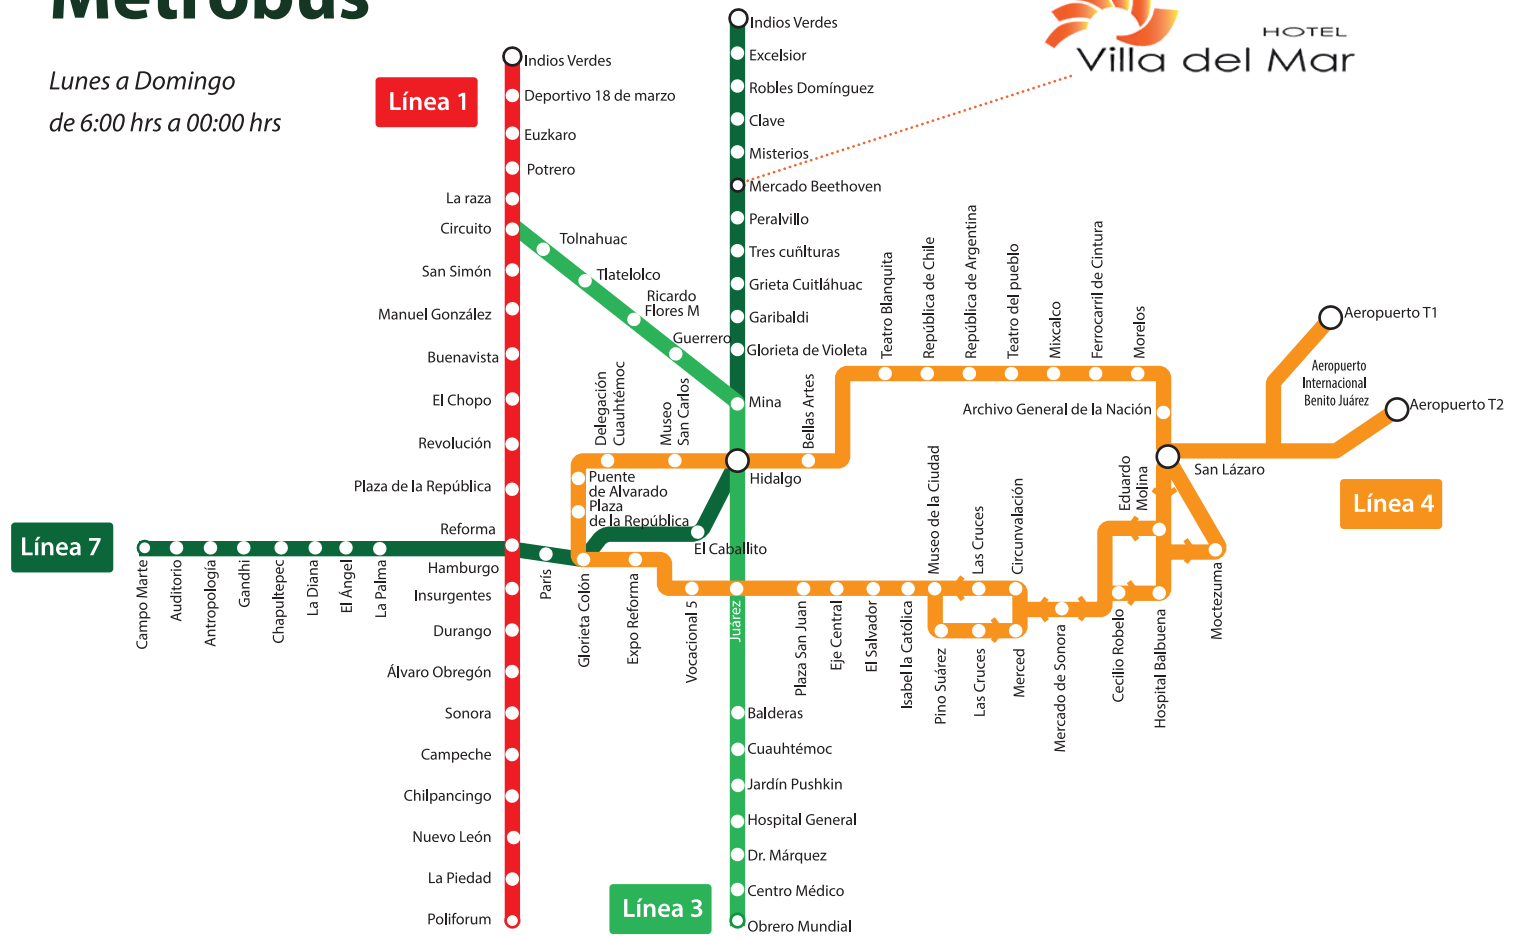 Metrobús
Lunes a Domingo
de 6:00 hrs a 00:00 hrs
HOTEL
Villa del Mar
Línea 1
Indios Verdes
Deportivo 18 de marzo
Euzkaro
Potrero
La raza
Circuito
San Simón
Manuel González
Buenavista
El Chopo
Revolución
Plaza de la República
Reforma
Hamburgo
Insurgentes
Durango
Álvaro Obregón
Sonora
Campeche
Chilpancingo
Nuevo León
La Piedad
Poliforum
Tolnahuac
Tlatelolco
Ricardo
Flores M
Guerrero
Indios Verdes
Excelsior
Robles Domínguez
Clave
Misterios
Mercado Beethoven
Peralvillo
Tres cuñlturas
Grieta Cuitláhuac
Garibaldi
Glorieta de Violeta
Mina
Hidalgo
Juárez
Balderas
Cuauhtémoc
Jardín Pushkin
Hospital General
Dr. Márquez
Centro Médico
Obrero Mundial
Línea 3
Línea 7
Campo Marte
Auditorio
Antropología
Gandhi
Chapultepec
La Diana
El Ángel
La Palma
París
Glorieta Colón
El Caballito
Delegación
Cuauhtémoc
Museo
San Carlos
Puente
de Alvarado
Plaza
de la República
Expo Reforma
Vocacional 5
Plaza San Juan
Eje Central
El Salvador
Isabel la Católica
Museo de la Ciudad
Las Cruces
Circunvalación
Pino Suárez
Las Cruces
Merced
Mercado de Sonora
Cecilio Robelo
Hospital Balbuena
Eduardo
Molina
Moctezuma
Bellas Artes
Teatro Blanquita
República de Chile
República de Argentina
Teatro del pueblo
Mixcalco
Ferrocarril de Cintura
Morelos
Archivo General de la Nación
San Lázaro
Aeropuerto T1
Aeropuerto
Internacional
Benito Juárez
Aeropuerto T2
Línea 4